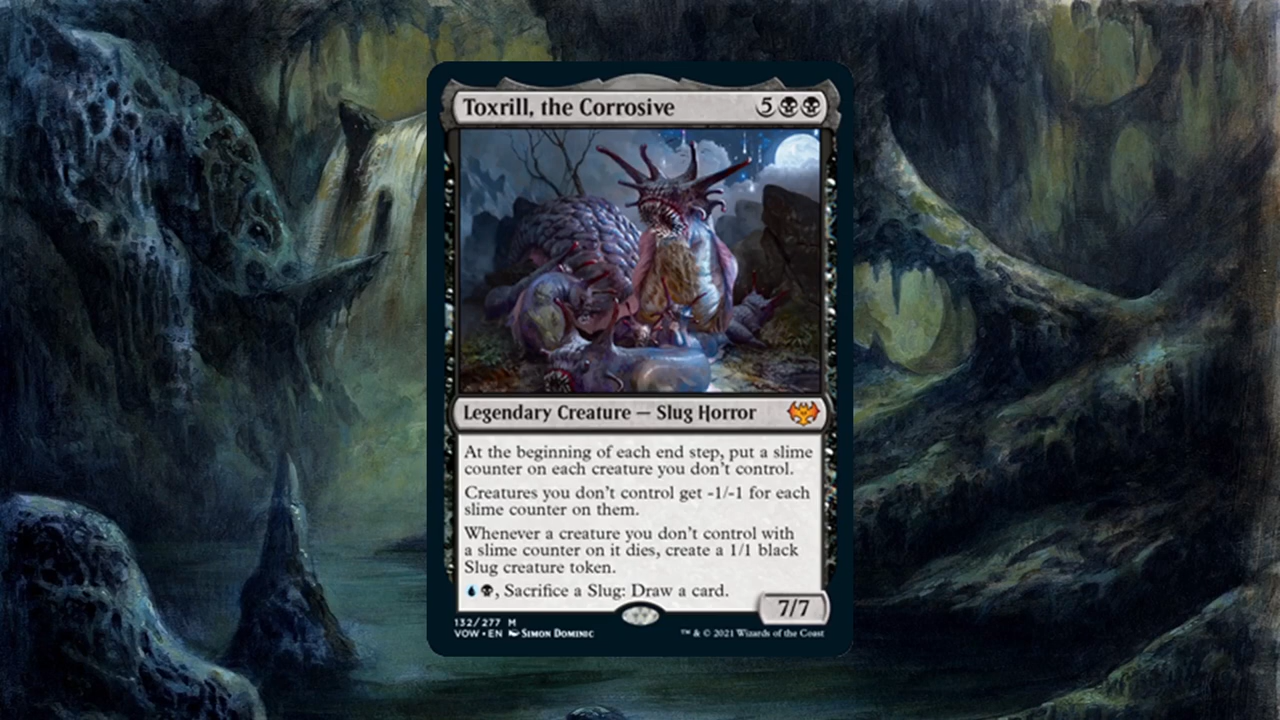 Toxrill, the Corrosive 5
Legendary Creature — Slug Horror
At the beginning of each end step, put a slime
counter on each creature you don't control.
Creatures you don't control get -1/-1 for each
slime counter on them.
Whenever a creature you don't control with
a slime counter on it dies, create a 1/1 black
Slug creature token.
, Sacrifice a Slug: Draw a card.
7/7
132/277 M
VOW • EN Simon Dominic
™ & © 2021 Wizards of the Coast